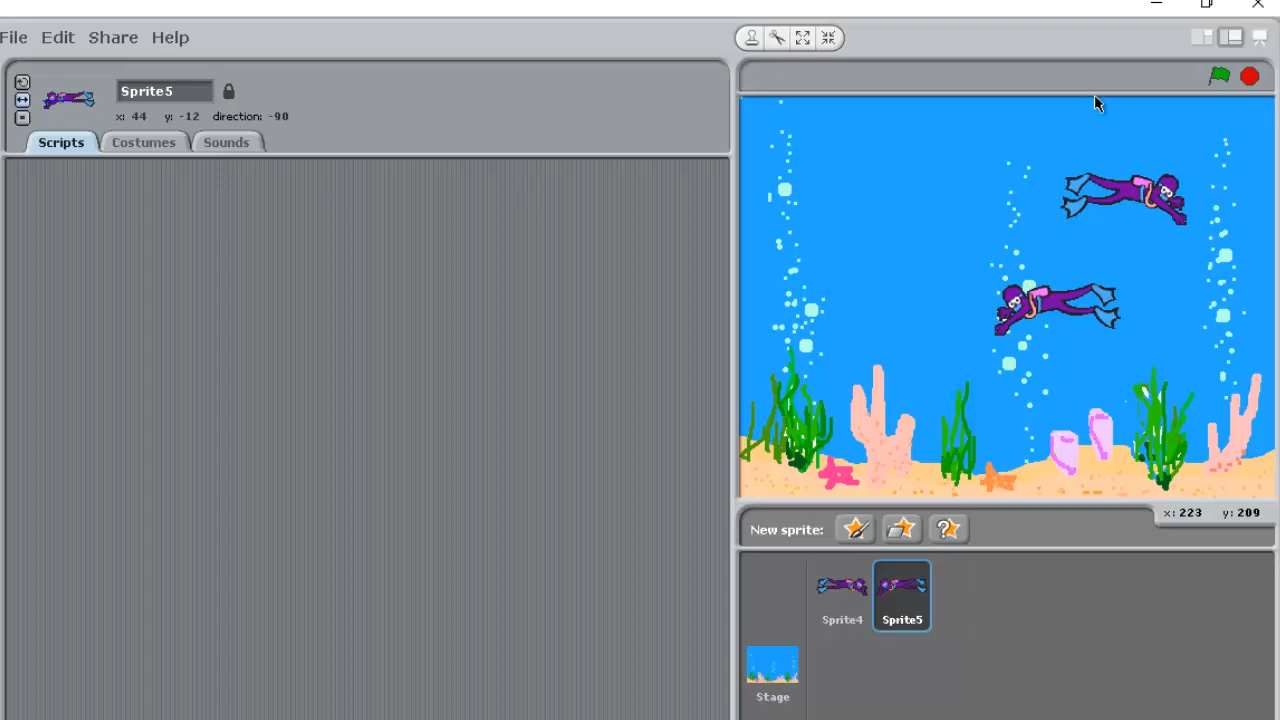 File Edit Share Help
Sprite5
x: 44 y: -12 direction: -90
Scripts Costumes Sounds
x: 223 y: 209
New sprite:
Sprite4 Sprite5
Stage